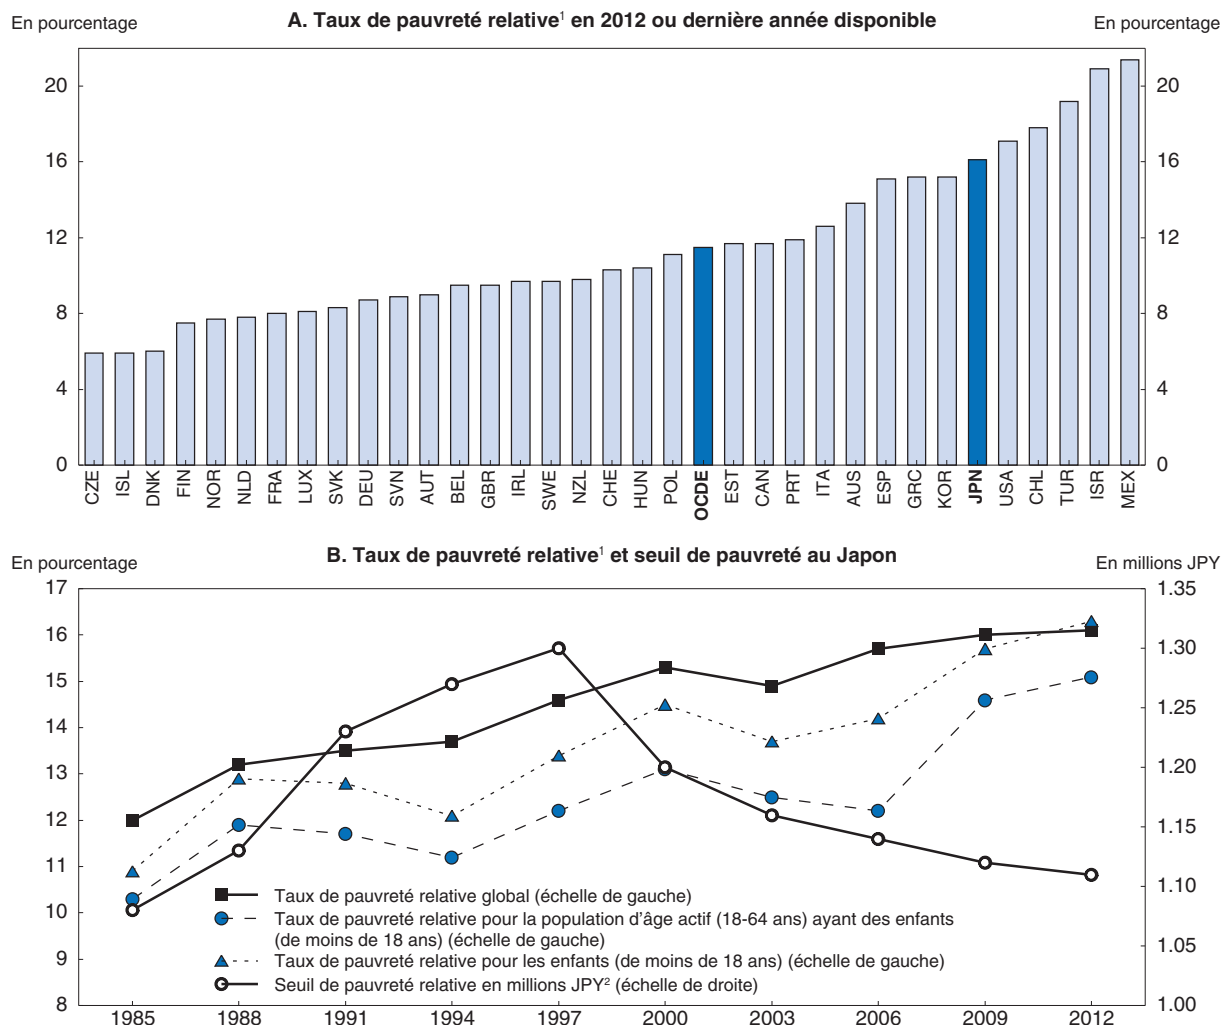 A. Taux de pauvreté relative¹ en 2012 ou dernière année disponible
En pourcentage
En pourcentage
20
20
16
16
12
12
8
8
4
4
0
0
CZE ISL DNK FIN NOR NLD FRA LUX SVK DEU SVN AUT BEL GBR IRL SWE NZL CHE HUN POL OCDE EST CAN PRT ITA AUS ESP GRC KOR JPN USA CHL TUR ISR MEX
B. Taux de pauvreté relative¹ et seuil de pauvreté au Japon
En pourcentage
En millions JPY
17
1.35
16
1.30
15
1.25
14
13
1.20
12
1.15
11
1.10
10
1.05
9
8
1.00
Taux de pauvreté relative global (échelle de gauche)
Taux de pauvreté relative pour la population d'âge actif (18-64 ans) ayant des enfants
(de moins de 18 ans) (échelle de gauche)
Taux de pauvreté relative pour les enfants (de moins de 18 ans) (échelle de gauche)
Seuil de pauvreté relative en millions JPY² (échelle de droite)
1985 1988 1991 1994 1997 2000 2003 2006 2009 2012